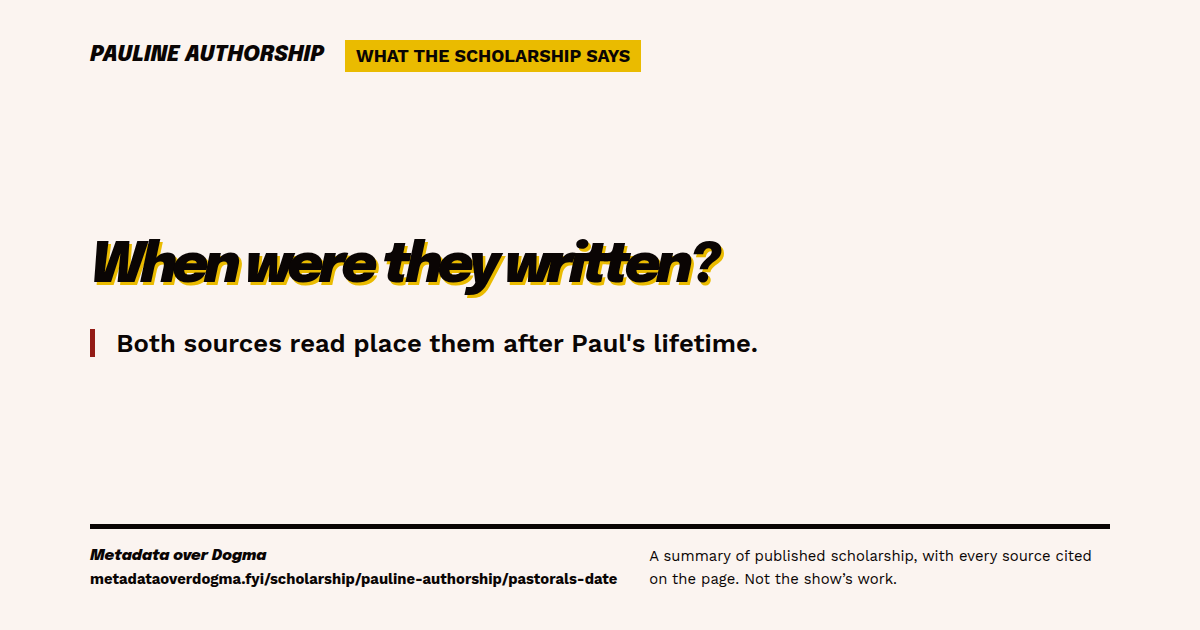 PAULINE AUTHORSHIP
WHAT THE SCHOLARSHIP SAYS
When were they written?
Both sources read place them after Paul's lifetime.
Metadata over Dogma
metadataoverdogma.fyi/scholarship/pauline-authorship/pastorals-date
A summary of published scholarship, with every source cited
on the page. Not the show’s work.